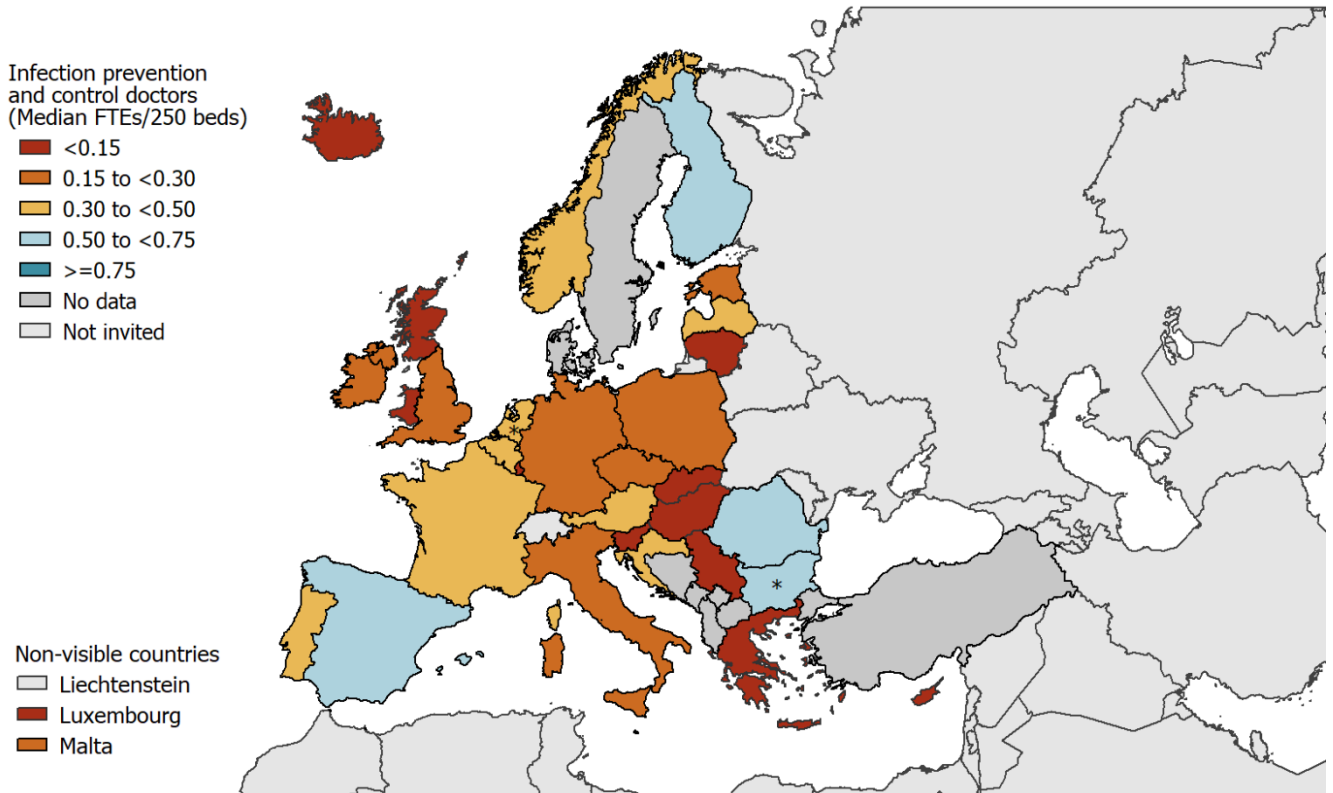 Infection prevention
and control doctors
(Median FTEs/250 beds)
<0.15
0.15 to <0.30
0.30 to <0.50
0.50 to <0.75
>=0.75
No data
Not invited
*
*
Non-visible countries
Liechtenstein
Luxembourg
Malta